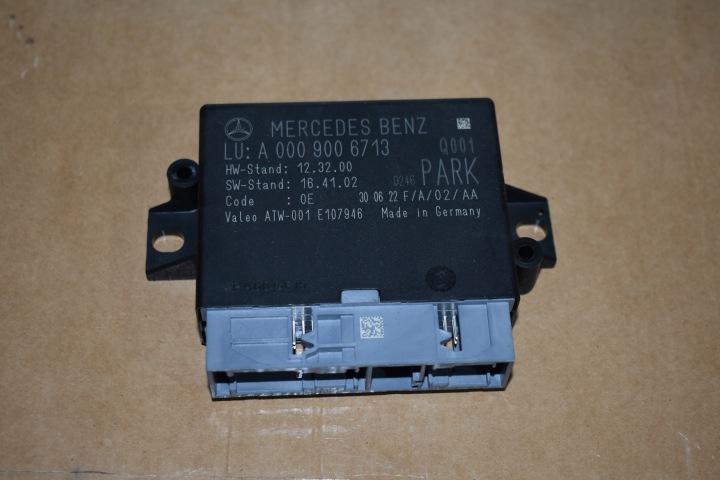 MERCEDES BENZ
LU: A 000 900 6713 Q001
HW-Stand: 12.32.00
SW-Stand: 16.41.02 0246 PARK
Code : 0E 30 06 22 F/A/02/AA
Valeo ATW-001 E107946 Made in Germany